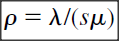 ρ = λ/(sμ)